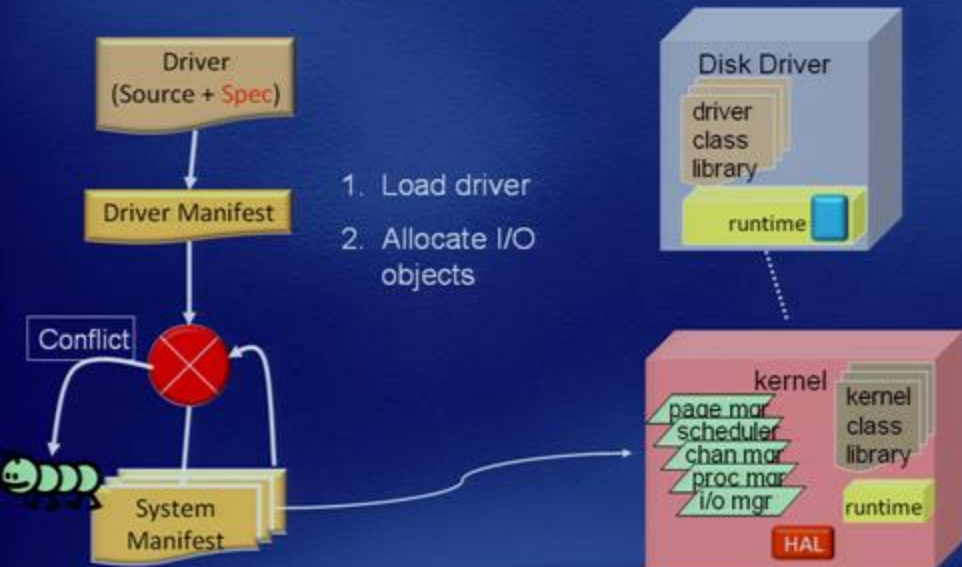 Driver
(Source + Spec)
Driver Manifest
Conflict
System
Manifest
1. Load driver
2. Allocate I/O
objects
Disk Driver
driver
class
library
runtime
kernel
page mgr
scheduler
chan mgr
proc mgr
i/o mgr
kernel
class
library
runtime
HAL